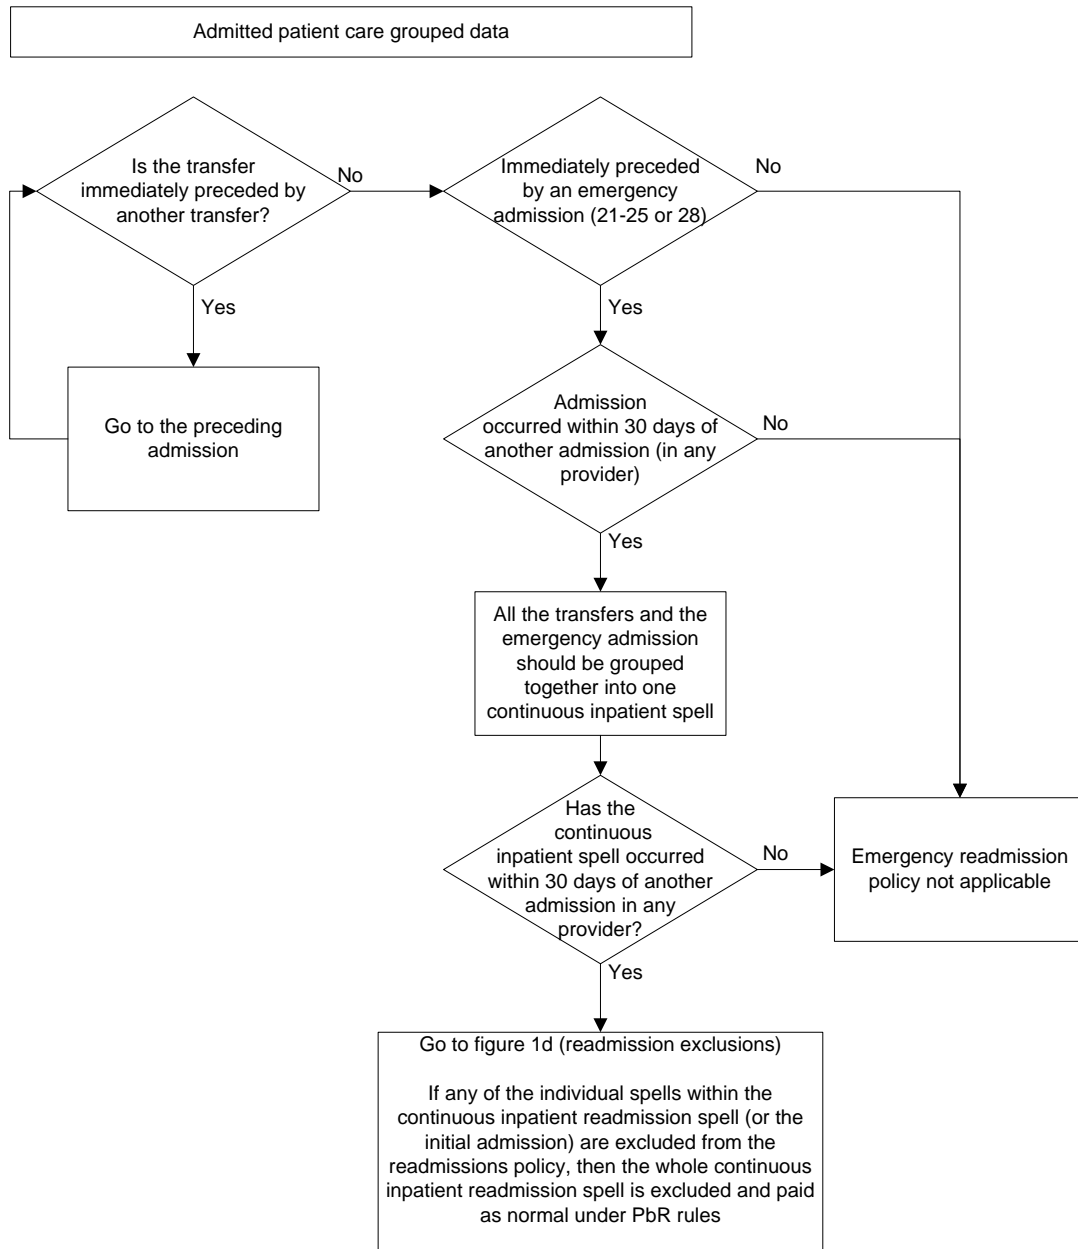 Admitted patient care grouped data
Is the transfer
immediately preceded by
another transfer?
No
Immediately preceded
by an emergency
admission (21-25 or 28)
No
Yes
Yes
Go to the preceding
admission
Admission
occurred within 30 days of
another admission (in any
provider)
No
Yes
All the transfers and the
emergency admission
should be grouped
together into one
continuous inpatient spell
Has the
continuous
inpatient spell occurred
within 30 days of another
admission in any
provider?
No
Emergency readmission
policy not applicable
Yes
Go to figure 1d (readmission exclusions)
If any of the individual spells within the
continuous inpatient readmission spell (or the
initial admission) are excluded from the
readmissions policy, then the whole continuous
inpatient readmission spell is excluded and paid
as normal under PbR rules